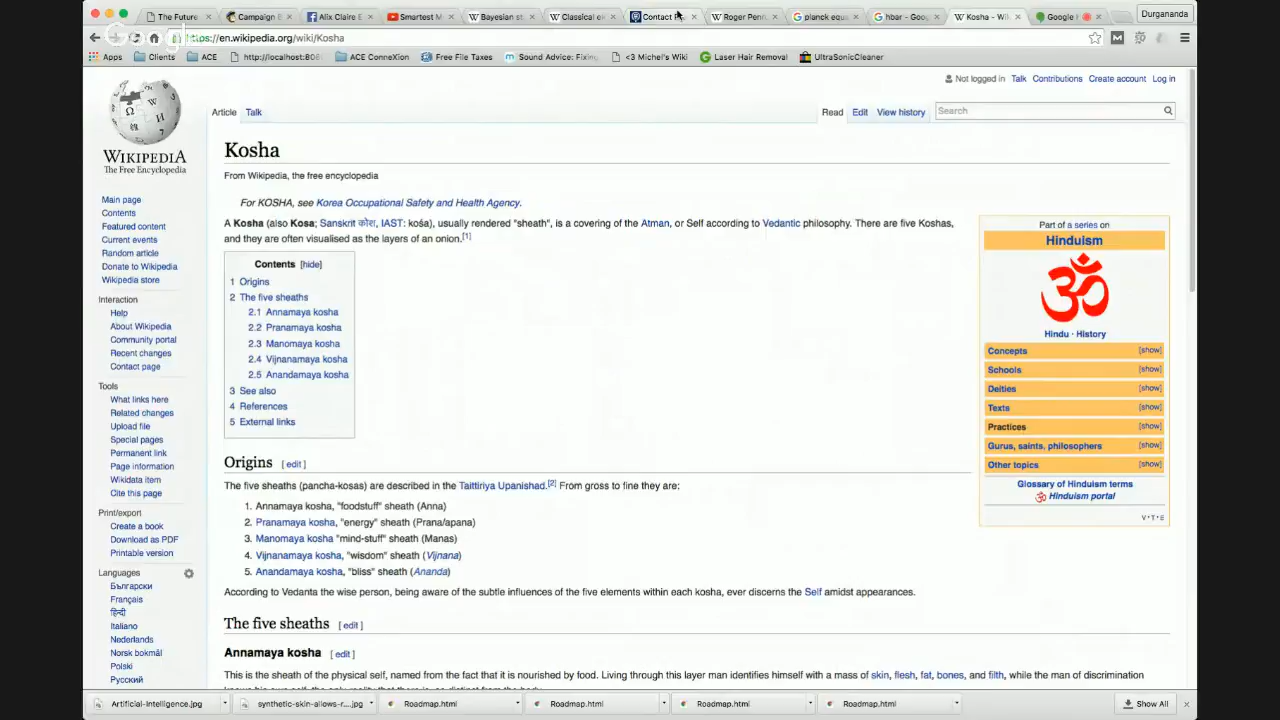 The Future
Campaign E
Alix Claire E
Smartest M
Bayesian st
Classical el
Contact
Roger Penr
planck equ
hbar - Goog
Kosha - Wik
Google
Durgananda
https://en.wikipedia.org/wiki/Kosha
Apps
Clients
ACE
http://localhost:808
ACE ConneXion
Free File Taxes
Sound Advice: Fixing
<3 Michel's Wiki
Laser Hair Removal
UltraSonicCleaner
Not logged in Talk Contributions Create account Log in
Article Talk
Read Edit View history
Search
WIKIPEDIA
The Free Encyclopedia
Main page
Contents
Featured content
Current events
Random article
Donate to Wikipedia
Wikipedia store
Interaction
Help
About Wikipedia
Community portal
Recent changes
Contact page
Tools
What links here
Related changes
Upload file
Special pages
Permanent link
Page information
Wikidata item
Cite this page
Print/export
Create a book
Download as PDF
Printable version
Languages
Български
Français
हिन्दी
Italiano
Nederlands
Norsk bokmål
Polski
Русский
Kosha
From Wikipedia, the free encyclopedia
For KOSHA, see Korea Occupational Safety and Health Agency.
A Kosha (also Kosa; Sanskrit कोश, IAST: kośa), usually rendered "sheath", is a covering of the Atman, or Self according to Vedantic philosophy. There are five Koshas,
and they are often visualised as the layers of an onion.[1]
Contents [hide]
1 Origins
2 The five sheaths
2.1 Annamaya kosha
2.2 Pranamaya kosha
2.3 Manomaya kosha
2.4 Vijnanamaya kosha
2.5 Anandamaya kosha
3 See also
4 References
5 External links
Part of a series on
Hinduism
ॐ
Hindu · History
Concepts [show]
Schools [show]
Deities [show]
Texts [show]
Practices [show]
Gurus, saints, philosophers [show]
Other topics [show]
Glossary of Hinduism terms
Hinduism portal
V·T·E
Origins [ edit ]
The five sheaths (pancha-kosas) are described in the Taittiriya Upanishad.[2] From gross to fine they are:
1. Annamaya kosha, "foodstuff" sheath (Anna)
2. Pranamaya kosha, "energy" sheath (Prana/apana)
3. Manomaya kosha "mind-stuff" sheath (Manas)
4. Vijnanamaya kosha, "wisdom" sheath (Vijnana)
5. Anandamaya kosha, "bliss" sheath (Ananda)
According to Vedanta the wise person, being aware of the subtle influences of the five elements within each kosha, ever discerns the Self amidst appearances.
The five sheaths [ edit ]
Annamaya kosha [ edit ]
This is the sheath of the physical self, named from the fact that it is nourished by food. Living through this layer man identifies himself with a mass of skin, flesh, fat, bones, and filth, while the man of discrimination
Artificial-Intelligence.jpg
synthetic-skin-allows-r....jpg
Roadmap.html
Roadmap.html
Roadmap.html
Roadmap.html
Show All